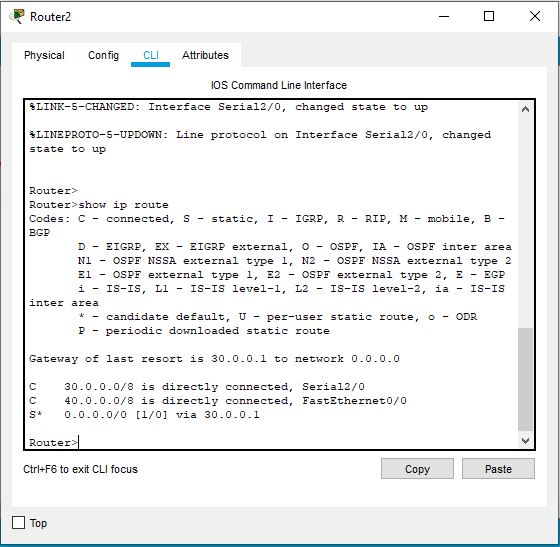 Router2
Physical Config CLI Attributes
IOS Command Line Interface
%LINK-5-CHANGED: Interface Serial2/0, changed state to up
%LINEPROTO-5-UPDOWN: Line protocol on Interface Serial2/0, changed
state to up
Router>
Router>show ip route
Codes: C - connected, S - static, I - IGRP, R - RIP, M - mobile, B -
BGP
D - EIGRP, EX - EIGRP external, O - OSPF, IA - OSPF inter area
N1 - OSPF NSSA external type 1, N2 - OSPF NSSA external type 2
E1 - OSPF external type 1, E2 - OSPF external type 2, E - EGP
i - IS-IS, L1 - IS-IS level-1, L2 - IS-IS level-2, ia - IS-IS
inter area
* - candidate default, U - per-user static route, o - ODR
P - periodic downloaded static route
Gateway of last resort is 30.0.0.1 to network 0.0.0.0
C 30.0.0.0/8 is directly connected, Serial2/0
C 40.0.0.0/8 is directly connected, FastEthernet0/0
S* 0.0.0.0/0 [1/0] via 30.0.0.1
Router>
Ctrl+F6 to exit CLI focus
Copy Paste
Top